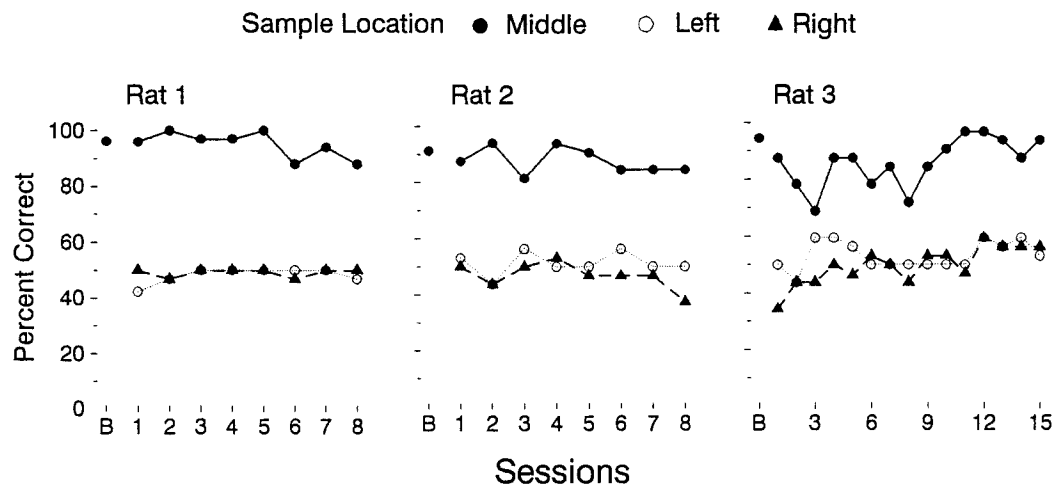 Sample Location ● Middle ○ Left ▲ Right
Rat 1
Rat 2
Rat 3
Percent Correct
100
80
60
40
20
0
B 1 2 3 4 5 6 7 8
B 1 2 3 4 5 6 7 8
B 3 6 9 12 15
Sessions